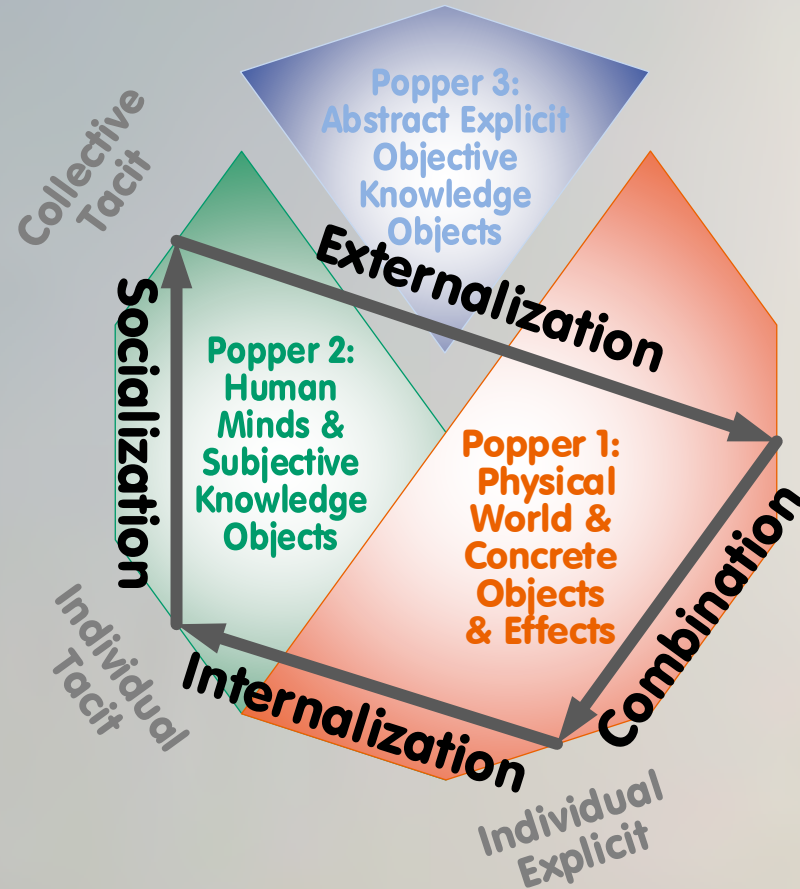 Popper 3:
Abstract Explicit
Objective
Knowledge
Objects
Collective
Tacit
Externalization
Socialization
Popper 2:
Human
Minds &
Subjective
Knowledge
Objects
Popper 1:
Physical
World &
Concrete
Objects
& Effects
Combination
Individual
Tacit
Internalization
Individual
Explicit